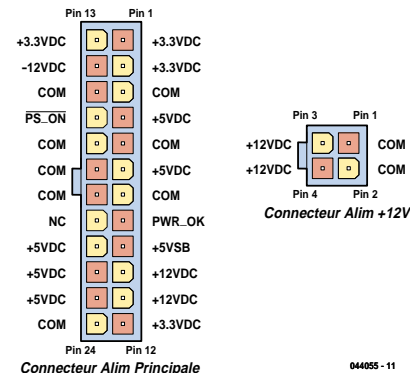 Pin 13 Pin 1
+3.3VDC +3.3VDC
-12VDC +3.3VDC
COM COM
PS_ON +5VDC
COM COM
COM +5VDC
COM COM
NC PWR_OK
+5VDC +5VSB
+5VDC +12VDC
+5VDC +12VDC
COM +3.3VDC
Pin 24 Pin 12
Connecteur Alim Principale
Pin 3 Pin 1
+12VDC COM
+12VDC COM
Pin 4 Pin 2
Connecteur Alim +12V
044055 - 11